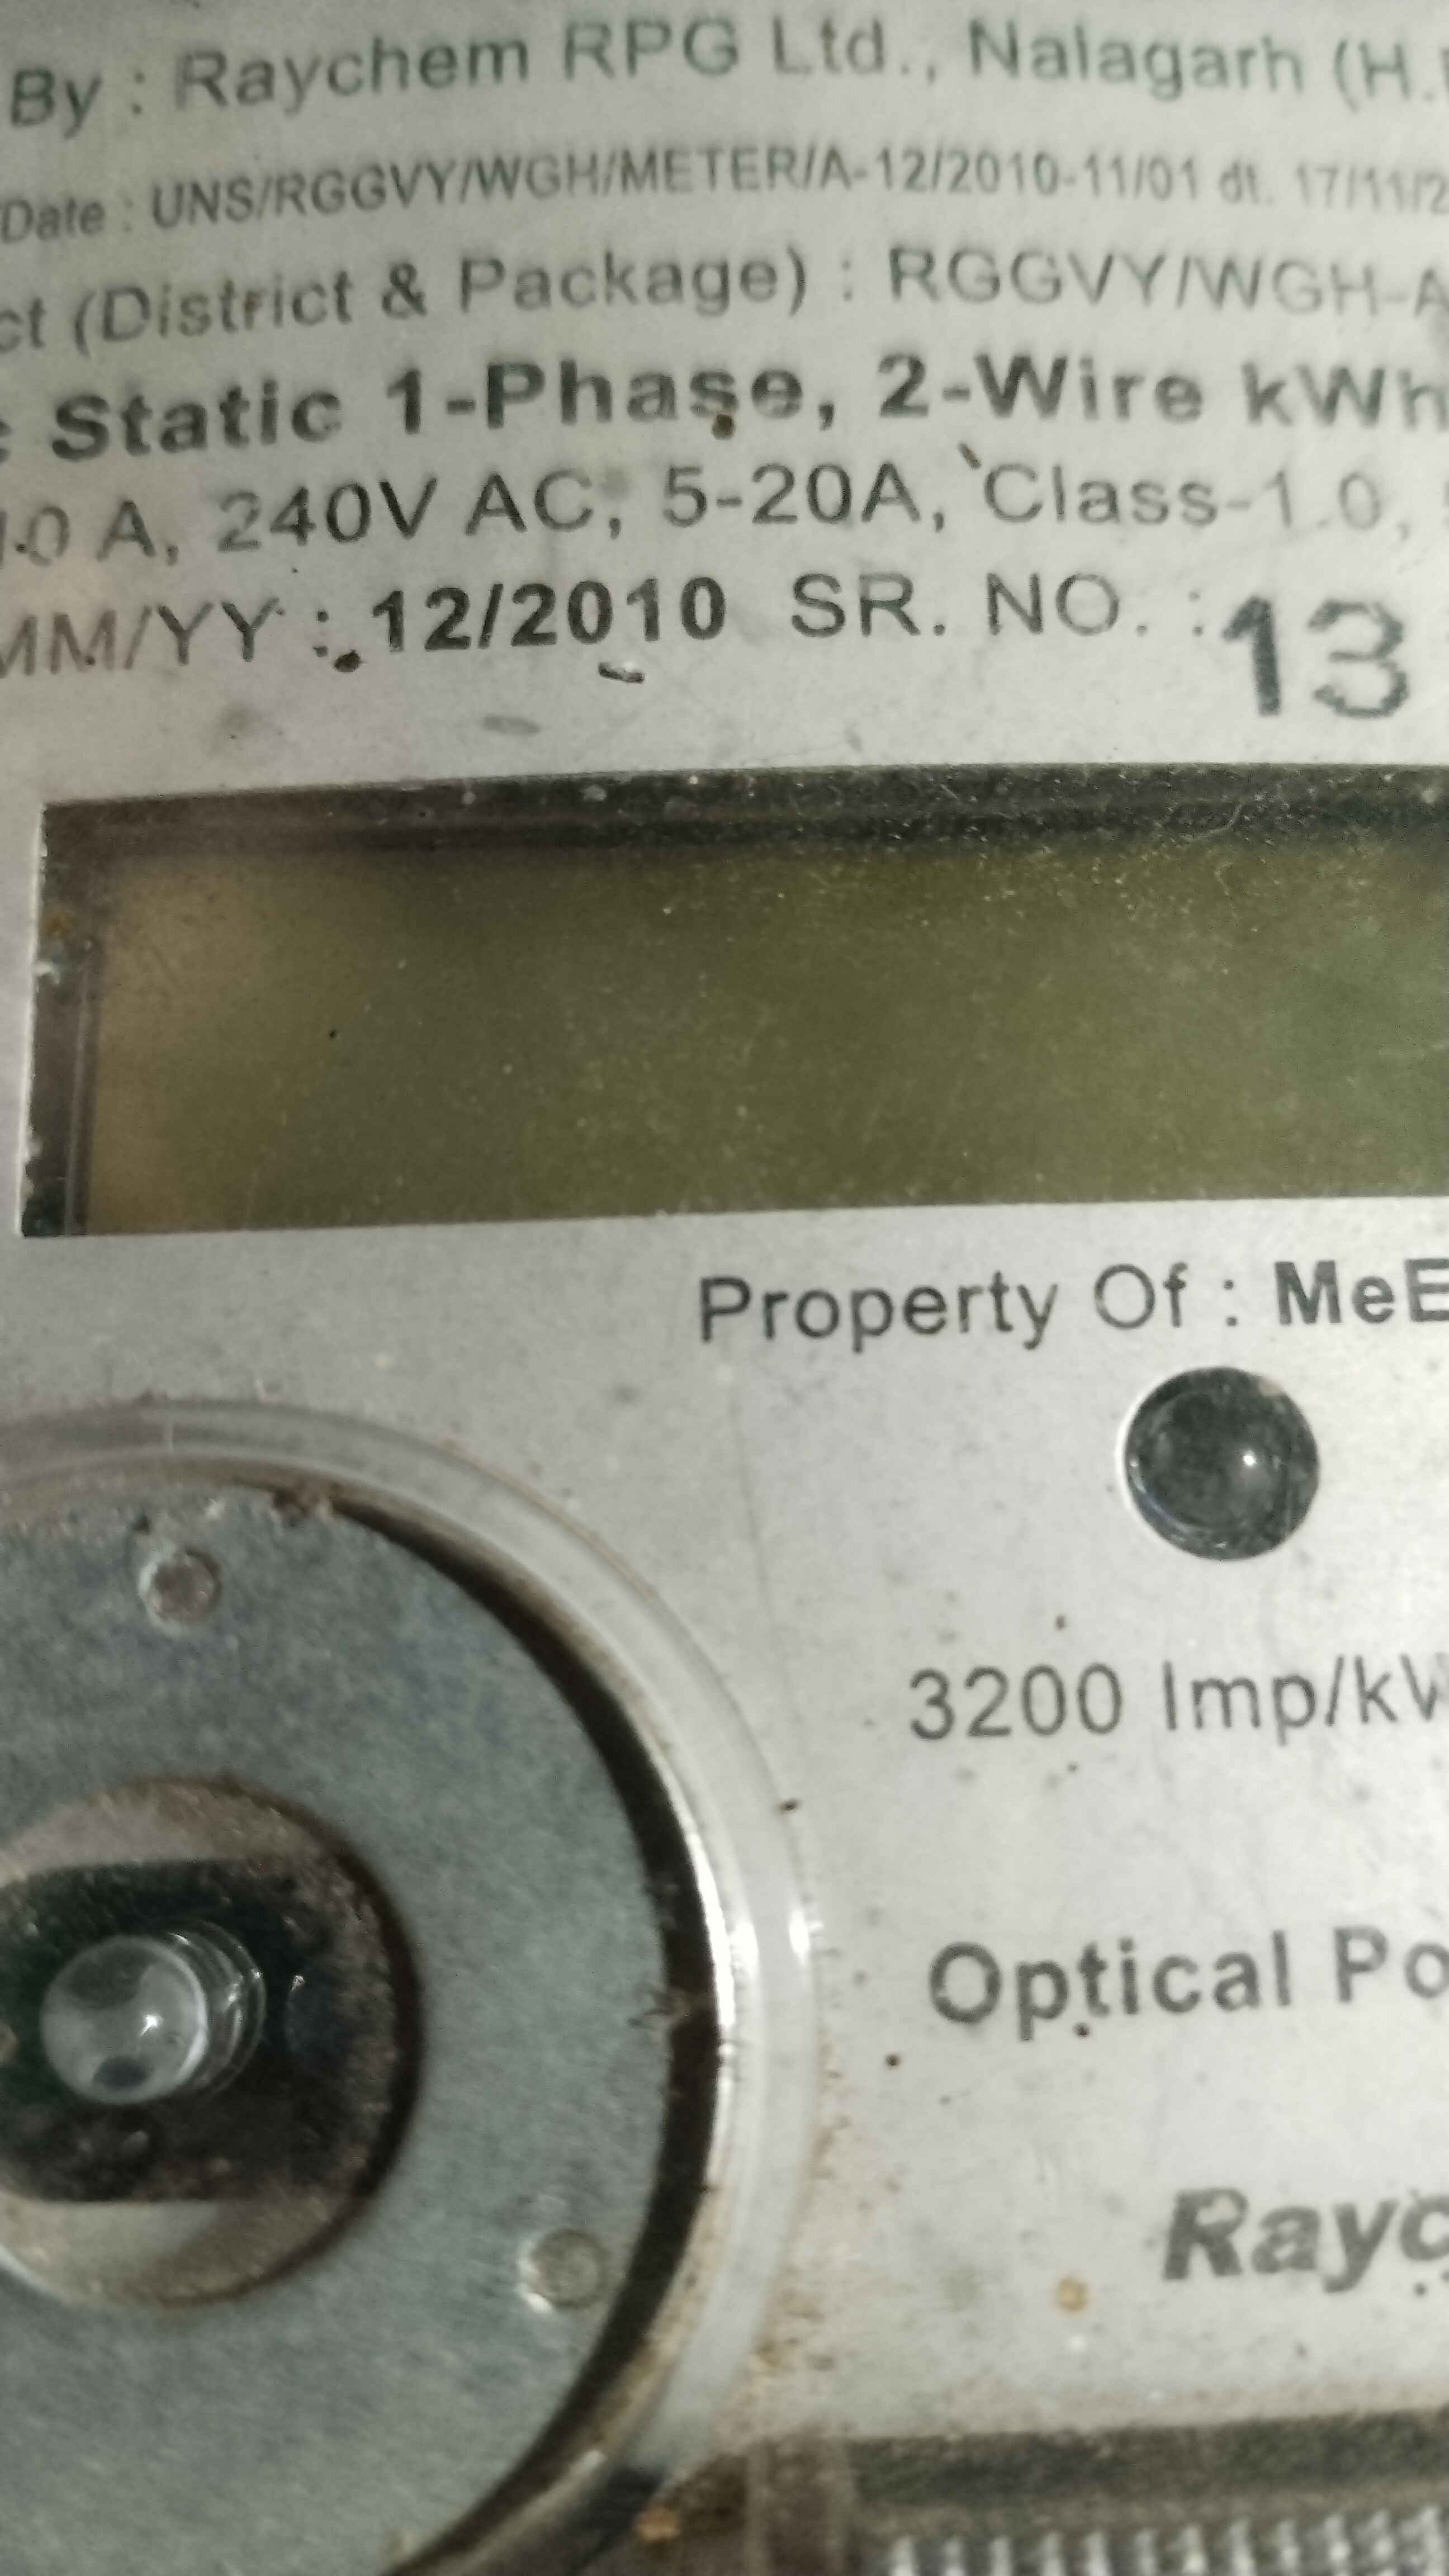 By : Raychem RPG Ltd., Nalagarh (H.
Date : UNS/RGGVY/WGH/METER/A-12/2010-11/01 dt. 17/11/2
ct (District & Package) : RGGVY/WGH-A
Static 1-Phase, 2-Wire kWh
.0 A, 240V AC, 5-20A, Class-1.0,
MM/YY : 12/2010 SR. NO. : 13
Property Of : MeE
3200 Imp/kW
Optical Po
Rayc